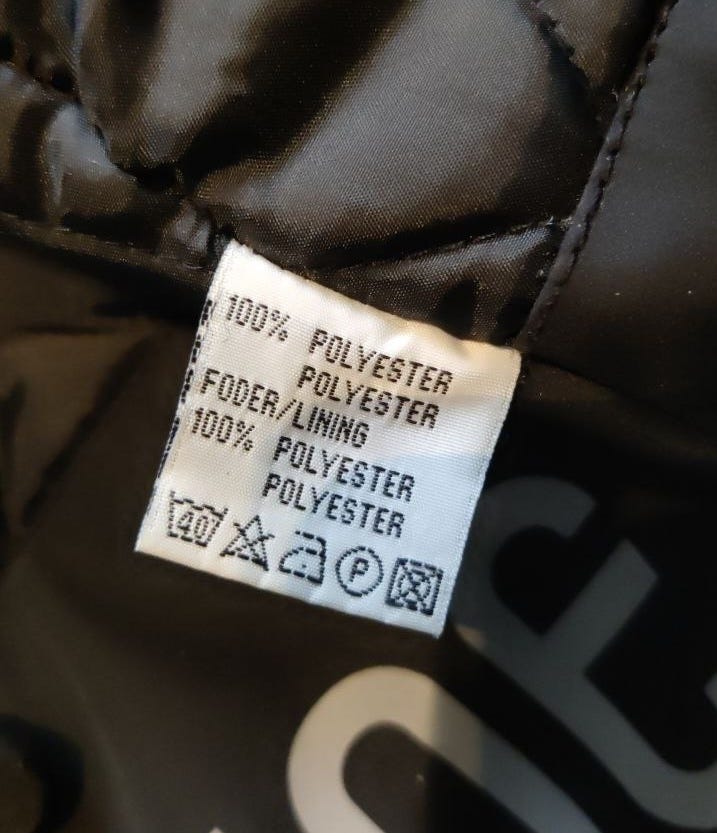 100% POLYESTER
POLYESTER
FODER/LINING
100% POLYESTER
POLYESTER
40 P